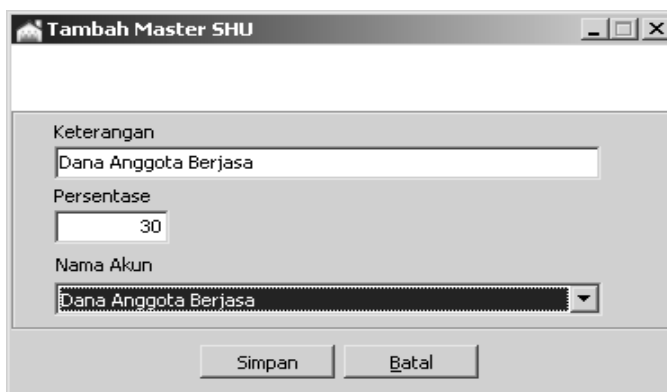 Tambah Master SHU
Keterangan
Dana Anggota Berjasa
Persentase
30
Nama Akun
Dana Anggota Berjasa
Simpan Batal